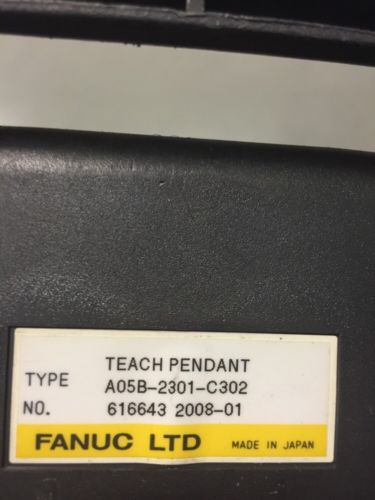 TEACH PENDANT
TYPE A05B-2301-C302
NO. 616643 2008-01
FANUC LTD MADE IN JAPAN